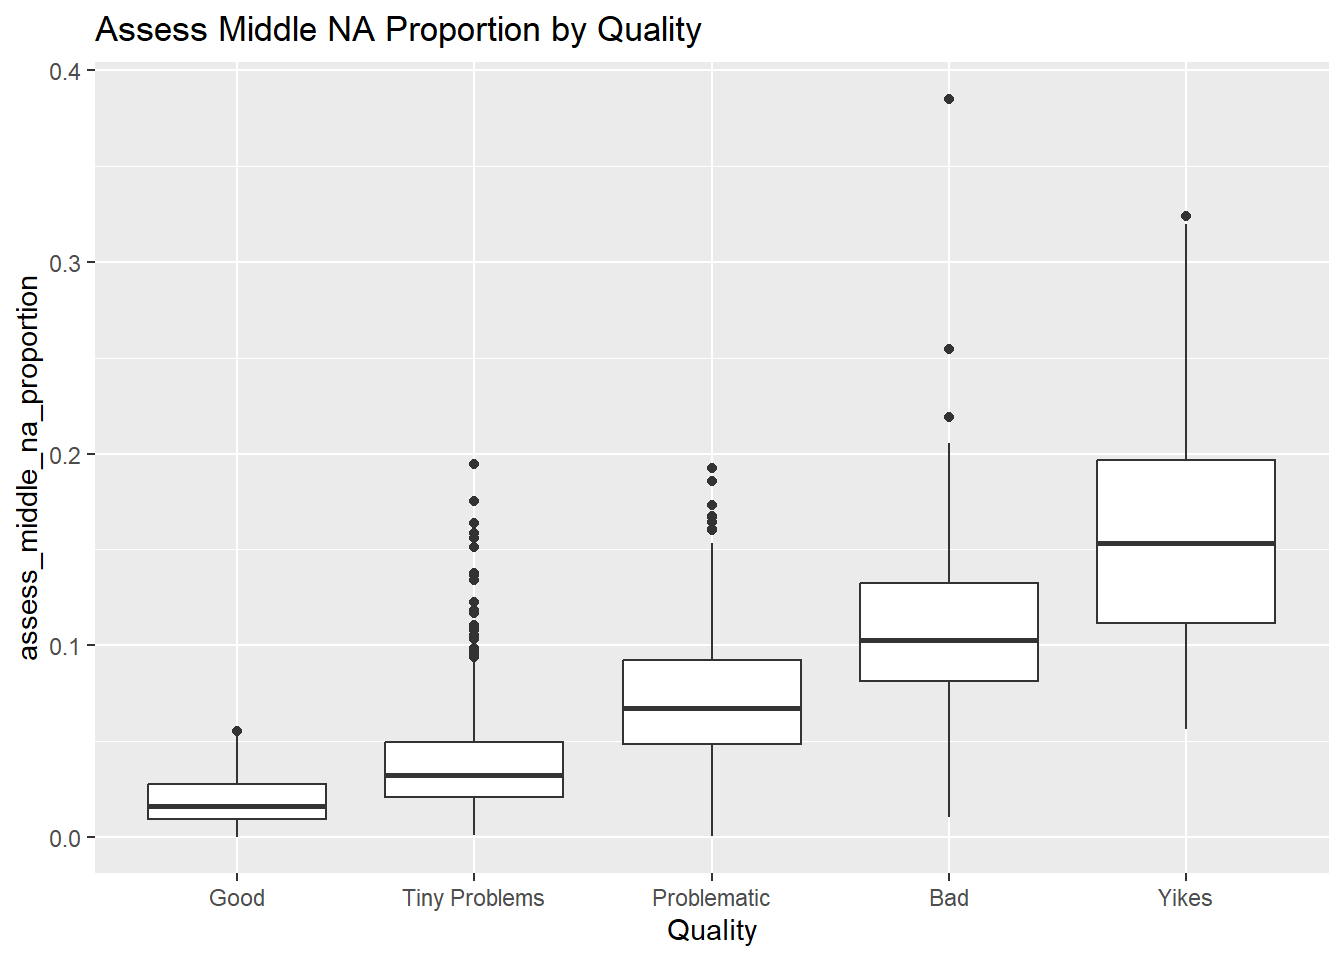 Assess Middle NA Proportion by Quality
assess_middle_na_proportion
0.4
0.3
0.2
0.1
0.0
Good Tiny Problems Problematic Bad Yikes
Quality